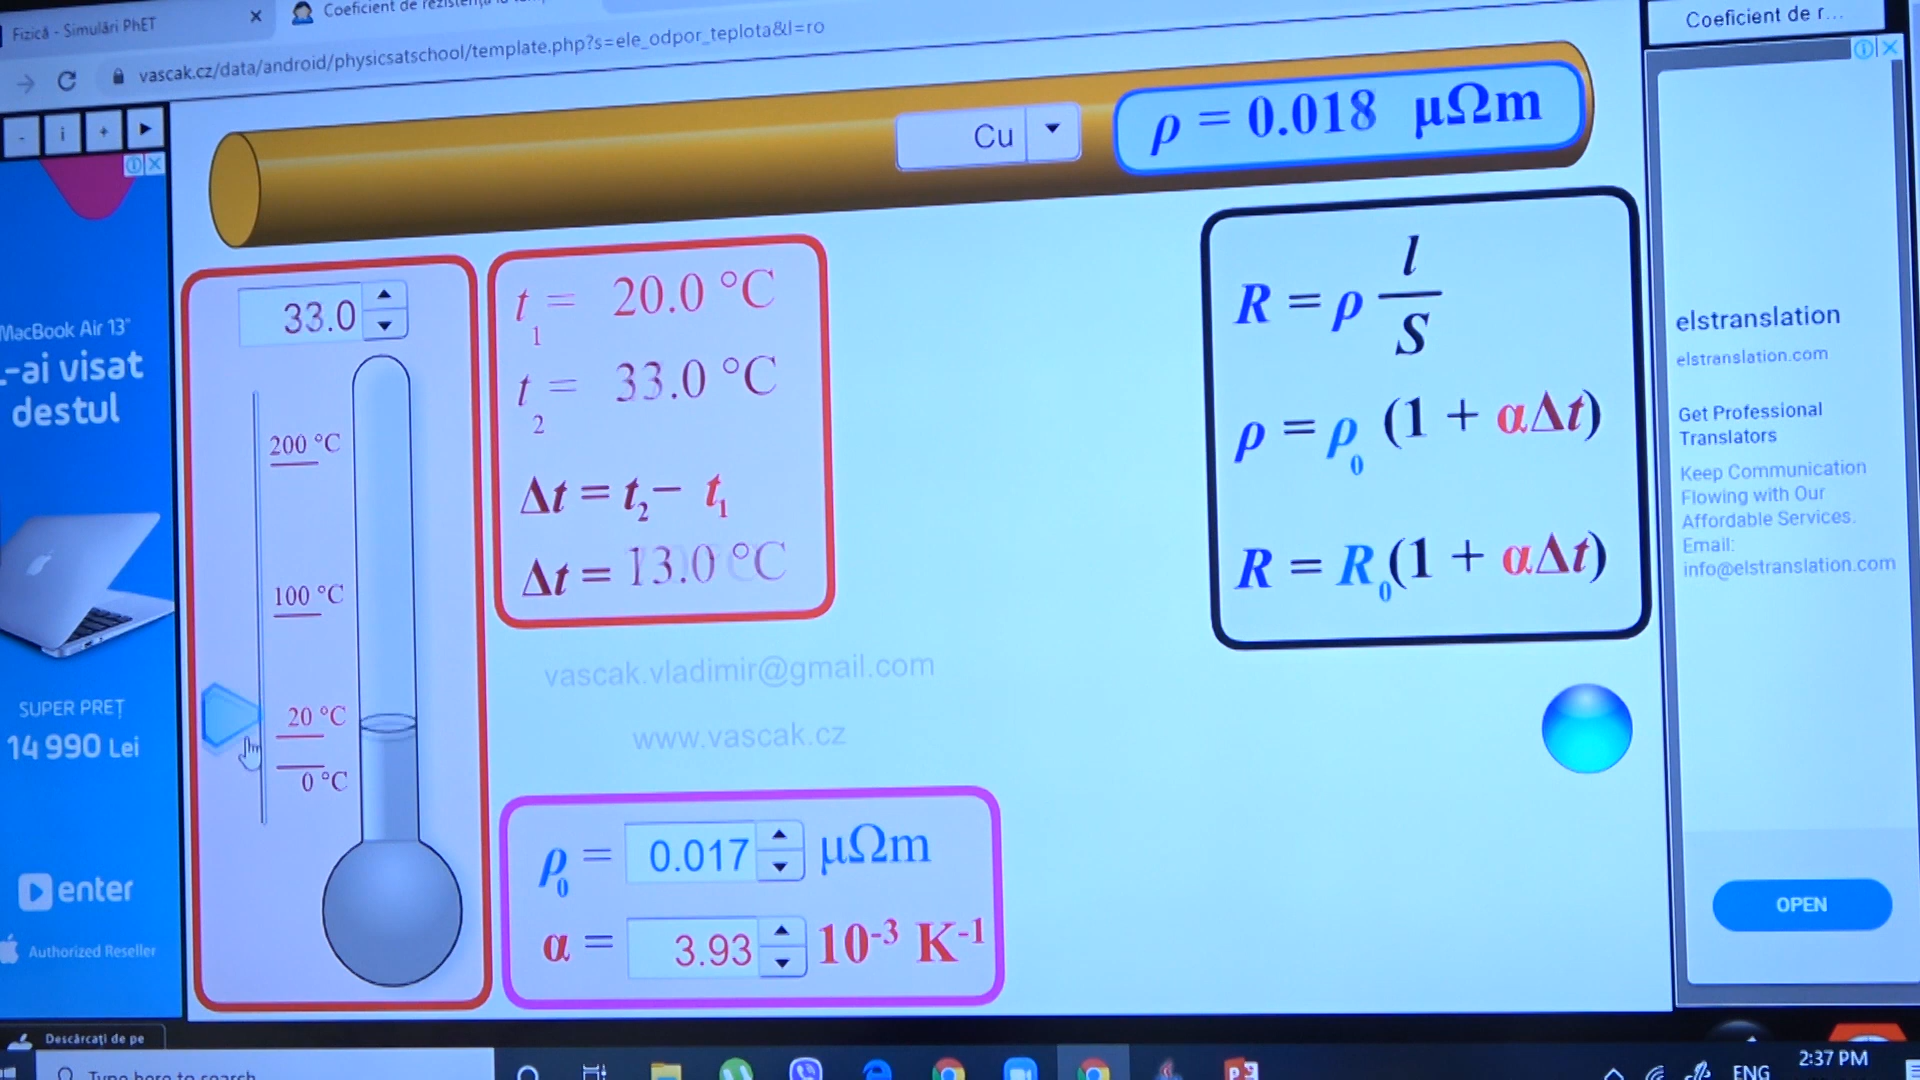 Fizică - Simulări PhET
Coeficient de
vascak.cz/data/android/physicsatschool/template.php?s=ele_odpor_teplota&l=ro
Coeficient de r...
- i +
Cu
ρ = 0.018 μΩm
33.0
200 °C
100 °C
20 °C
0 °C
t1 = 20.0 °C
t2 = 33.0 °C
Δt = t2 - t1
Δt = 13.0 °C
R = ρ l/S
ρ = ρ0 (1 + αΔt)
R = R0 (1 + αΔt)
vascak.vladimir@gmail.com
www.vascak.cz
ρ0 = 0.017 μΩm
α = 3.93 10-3 K-1
MacBook Air 13"
-ai visat
destul
SUPER PREȚ
14 990 Lei
enter
Authorized Reseller
elstranslation
elstranslation.com
Get Professional
Translators
Keep Communication
Flowing with Our
Affordable Services.
Email:
info@elstranslation.com
OPEN
Descărcați de pe
Type here to search
ENG
2:37 PM